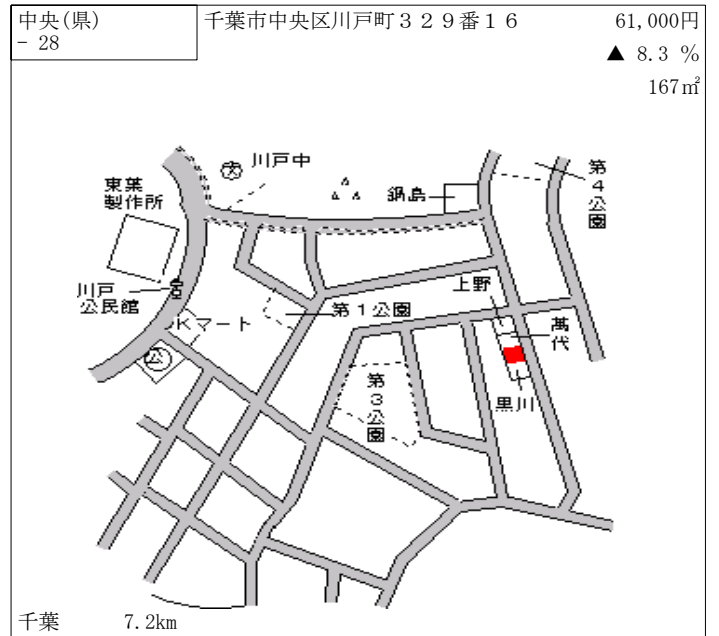 中央(県)
- 28
千葉市中央区川戸町３２９番１６
61,000円
▲ 8.3 %
167㎡
川戸中
東葉
製作所
鍋島
第4公園
川戸
公民館
Kマート
公
第1公園
上野
萬代
第3公園
黒川
千葉 7.2km